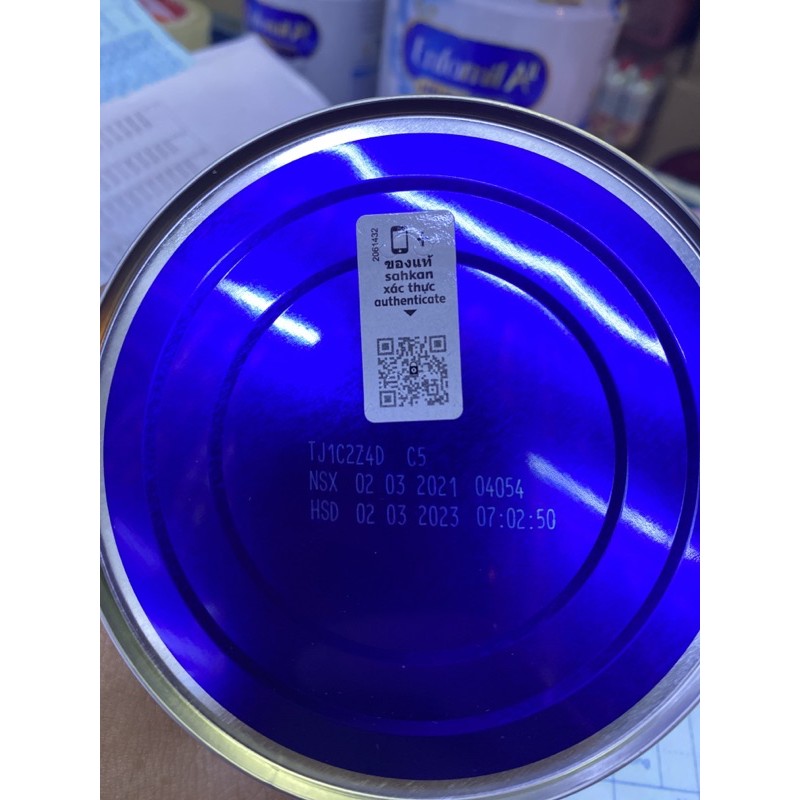 Enfamil A+
2061432
ของแท้
sahkan
xác thực
authenticate
TJ1C2Z4D C5
NSX 02 03 2021 04054
HSD 02 03 2023 07:02:50